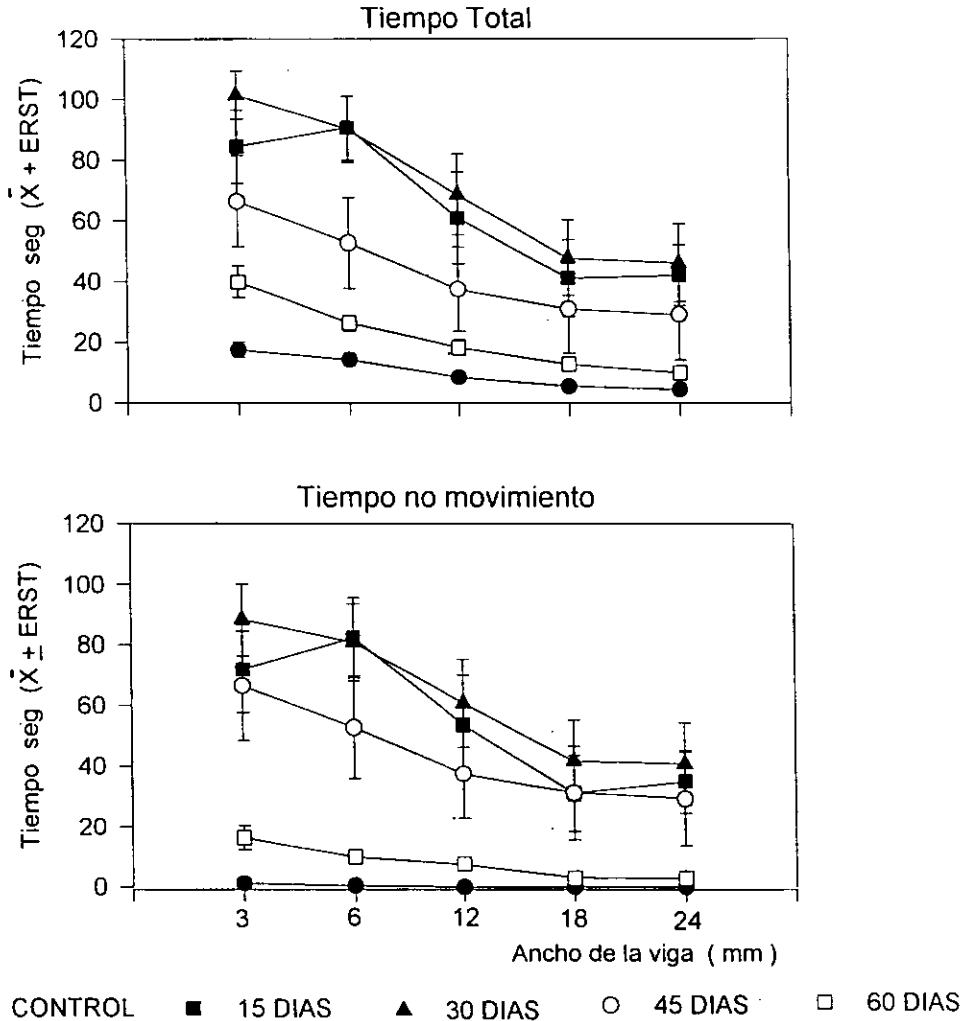 Tiempo Total
120
100
80
60
40
20
0
Tiempo seg (X̄ + ERST)
Tiempo no movimiento
120
100
80
60
40
20
0
Tiempo seg (X̄ ± ERST)
3 6 12 18 24
Ancho de la viga ( mm )
CONTROL ■ 15 DIAS ▲ 30 DIAS ○ 45 DIAS □ 60 DIAS